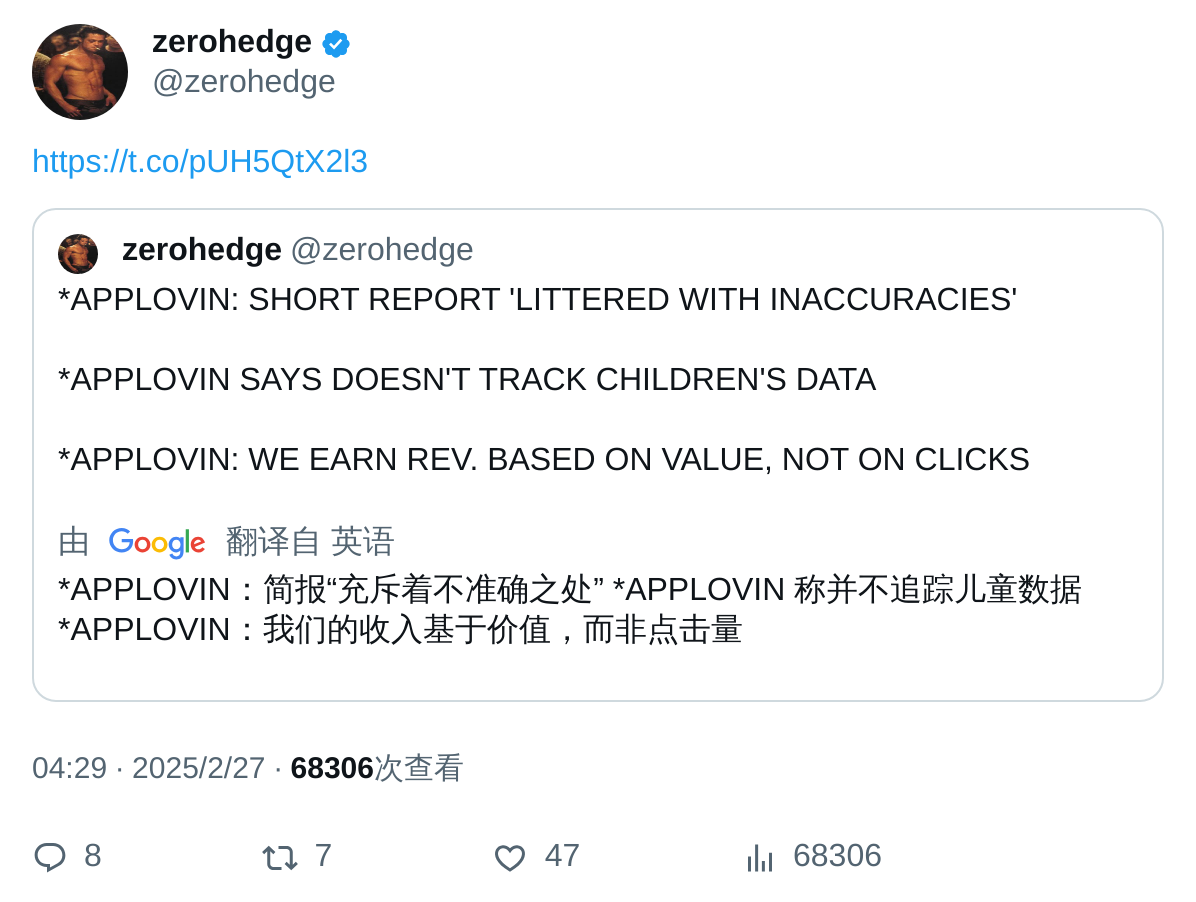 zerohedge
@zerohedge
https://t.co/pUH5QtX2l3
zerohedge @zerohedge
*APPLOVIN: SHORT REPORT 'LITTERED WITH INACCURACIES'
*APPLOVIN SAYS DOESN'T TRACK CHILDREN'S DATA
*APPLOVIN: WE EARN REV. BASED ON VALUE, NOT ON CLICKS
由 Google 翻译自 英语
*APPLOVIN：简报“充斥着不准确之处” *APPLOVIN 称并不追踪儿童数据
*APPLOVIN：我们的收入基于价值，而非点击量
04:29 · 2025/2/27 · 68306次查看
8 7 47 68306